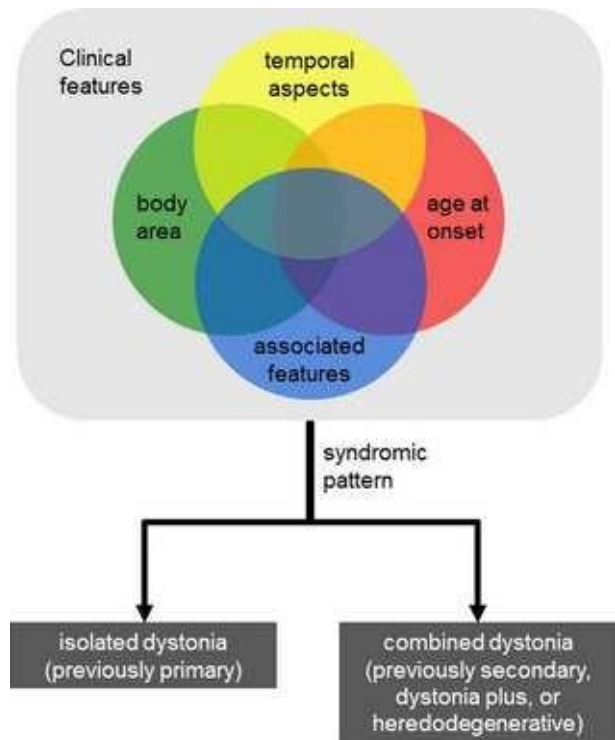 Clinical
features
temporal
aspects
body
area
age at
onset
associated
features
syndromic
pattern
isolated dystonia
(previously primary)
combined dystonia
(previously secondary,
dystonia plus, or
heredodegenerative)